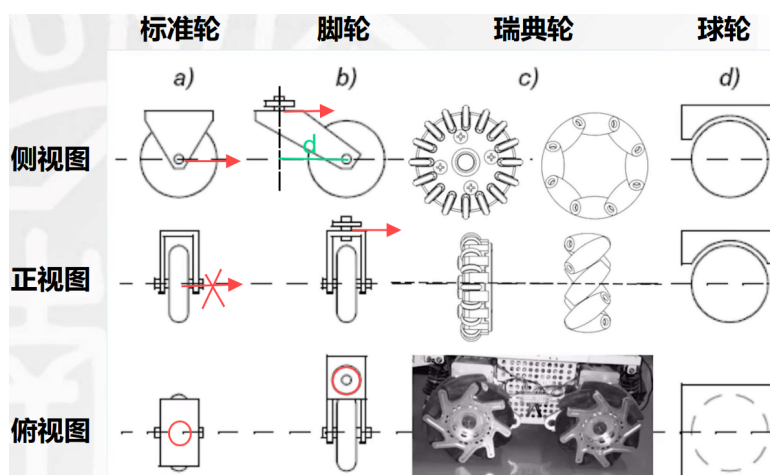 标准轮 脚轮 瑞典轮 球轮
a) b) c) d)
侧视图
d
正视图
俯视图